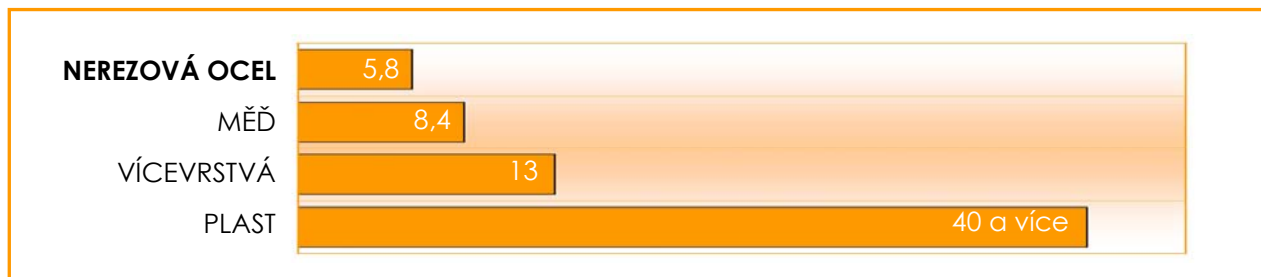 NEREZOVÁ OCEL 5,8
MĚĎ 8,4
VÍCEVRSTVÁ 13
PLAST 40 a více